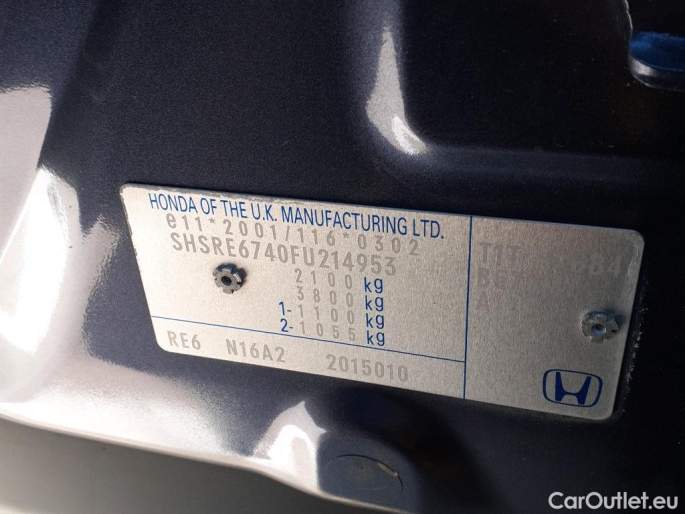 HONDA OF THE U.K. MANUFACTURING LTD.
e11*2001/116*0302
SHSRE6740FU214953
2100 kg
3800 kg
1- 1100 kg
2- 1055 kg
RE6 N16A2 2015010
T1T
CarOutlet.eu